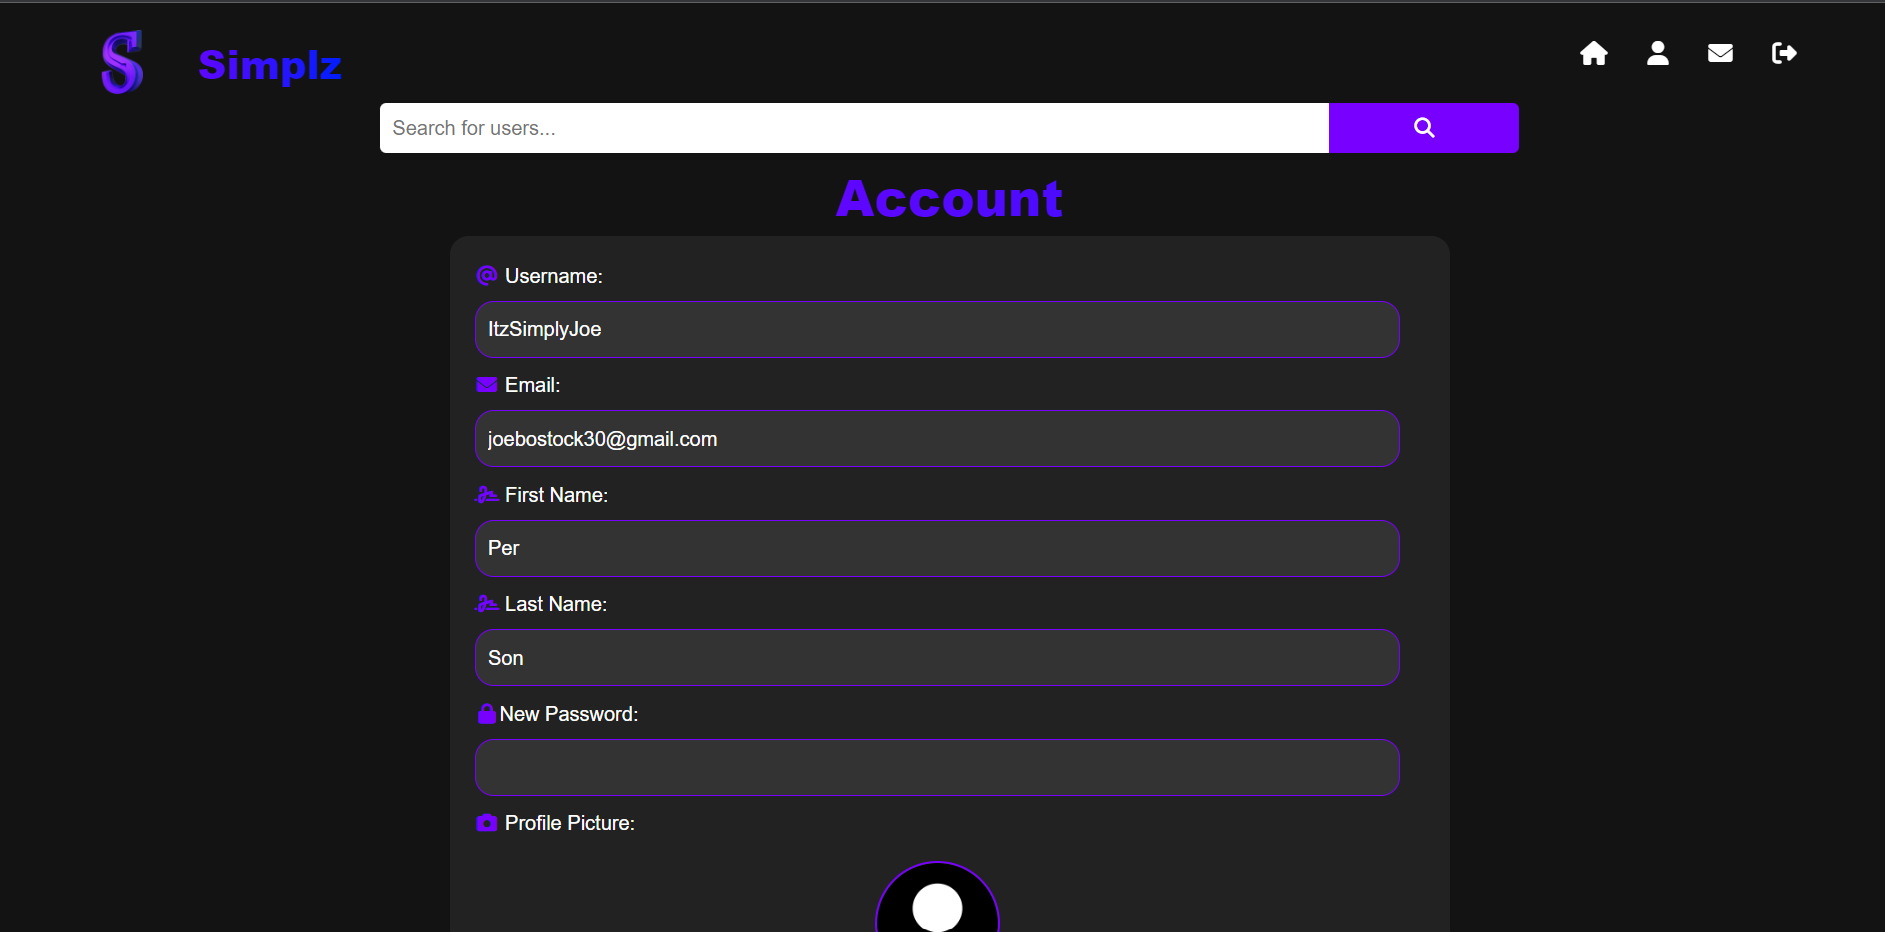 S Simplz
Search for users...
Account
Username:
ItzSimplyJoe
Email:
joebostock30@gmail.com
First Name:
Per
Last Name:
Son
New Password:
Profile Picture: